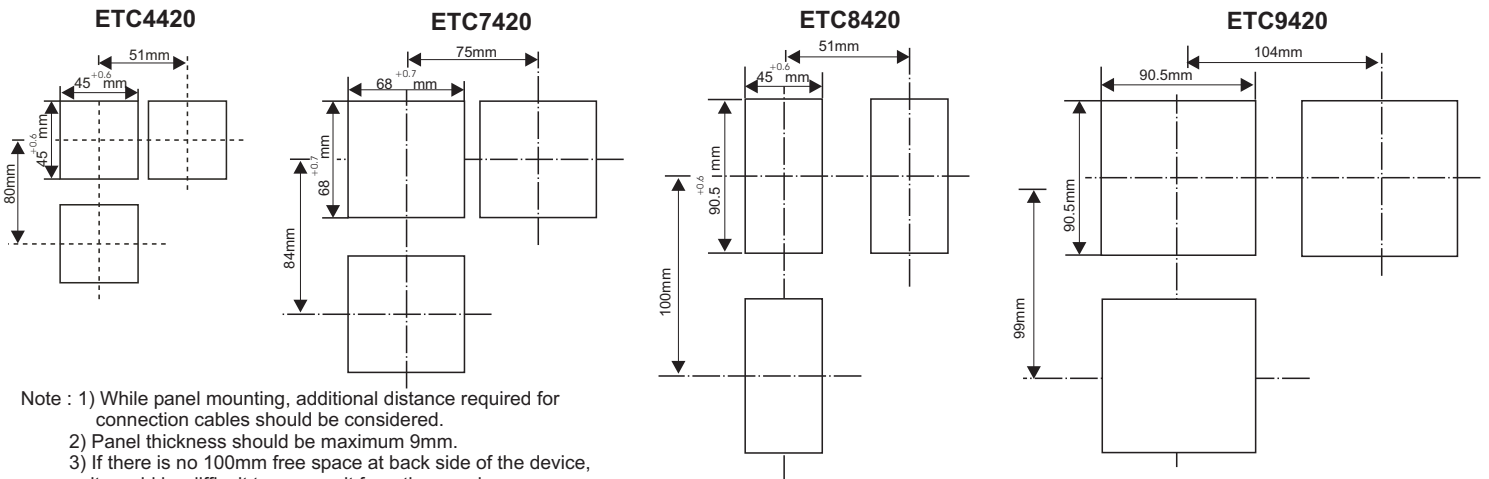 ETC4420
51mm
45 +0.6 mm
45 +0.6 mm
80mm
ETC7420
75mm
68 +0.7 mm
68 +0.7 mm
84mm
ETC8420
51mm
45 +0.6 mm
90.5 +0.6 mm
100mm
ETC9420
104mm
90.5mm
90.5mm
99mm
Note : 1) While panel mounting, additional distance required for
connection cables should be considered.
2) Panel thickness should be maximum 9mm.
3) If there is no 100mm free space at back side of the device,